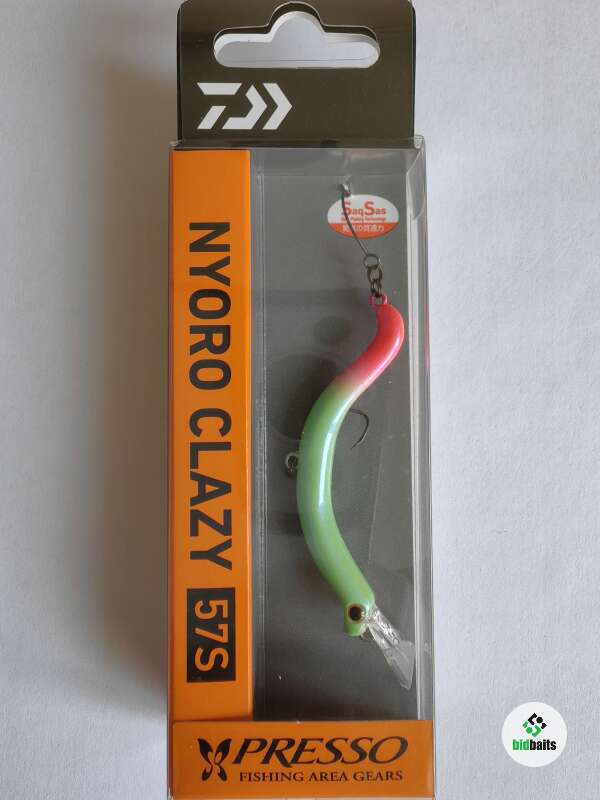 SaqSas
NYORO CLAZY 57S
PRESSO
FISHING AREA GEARS
bidbaits